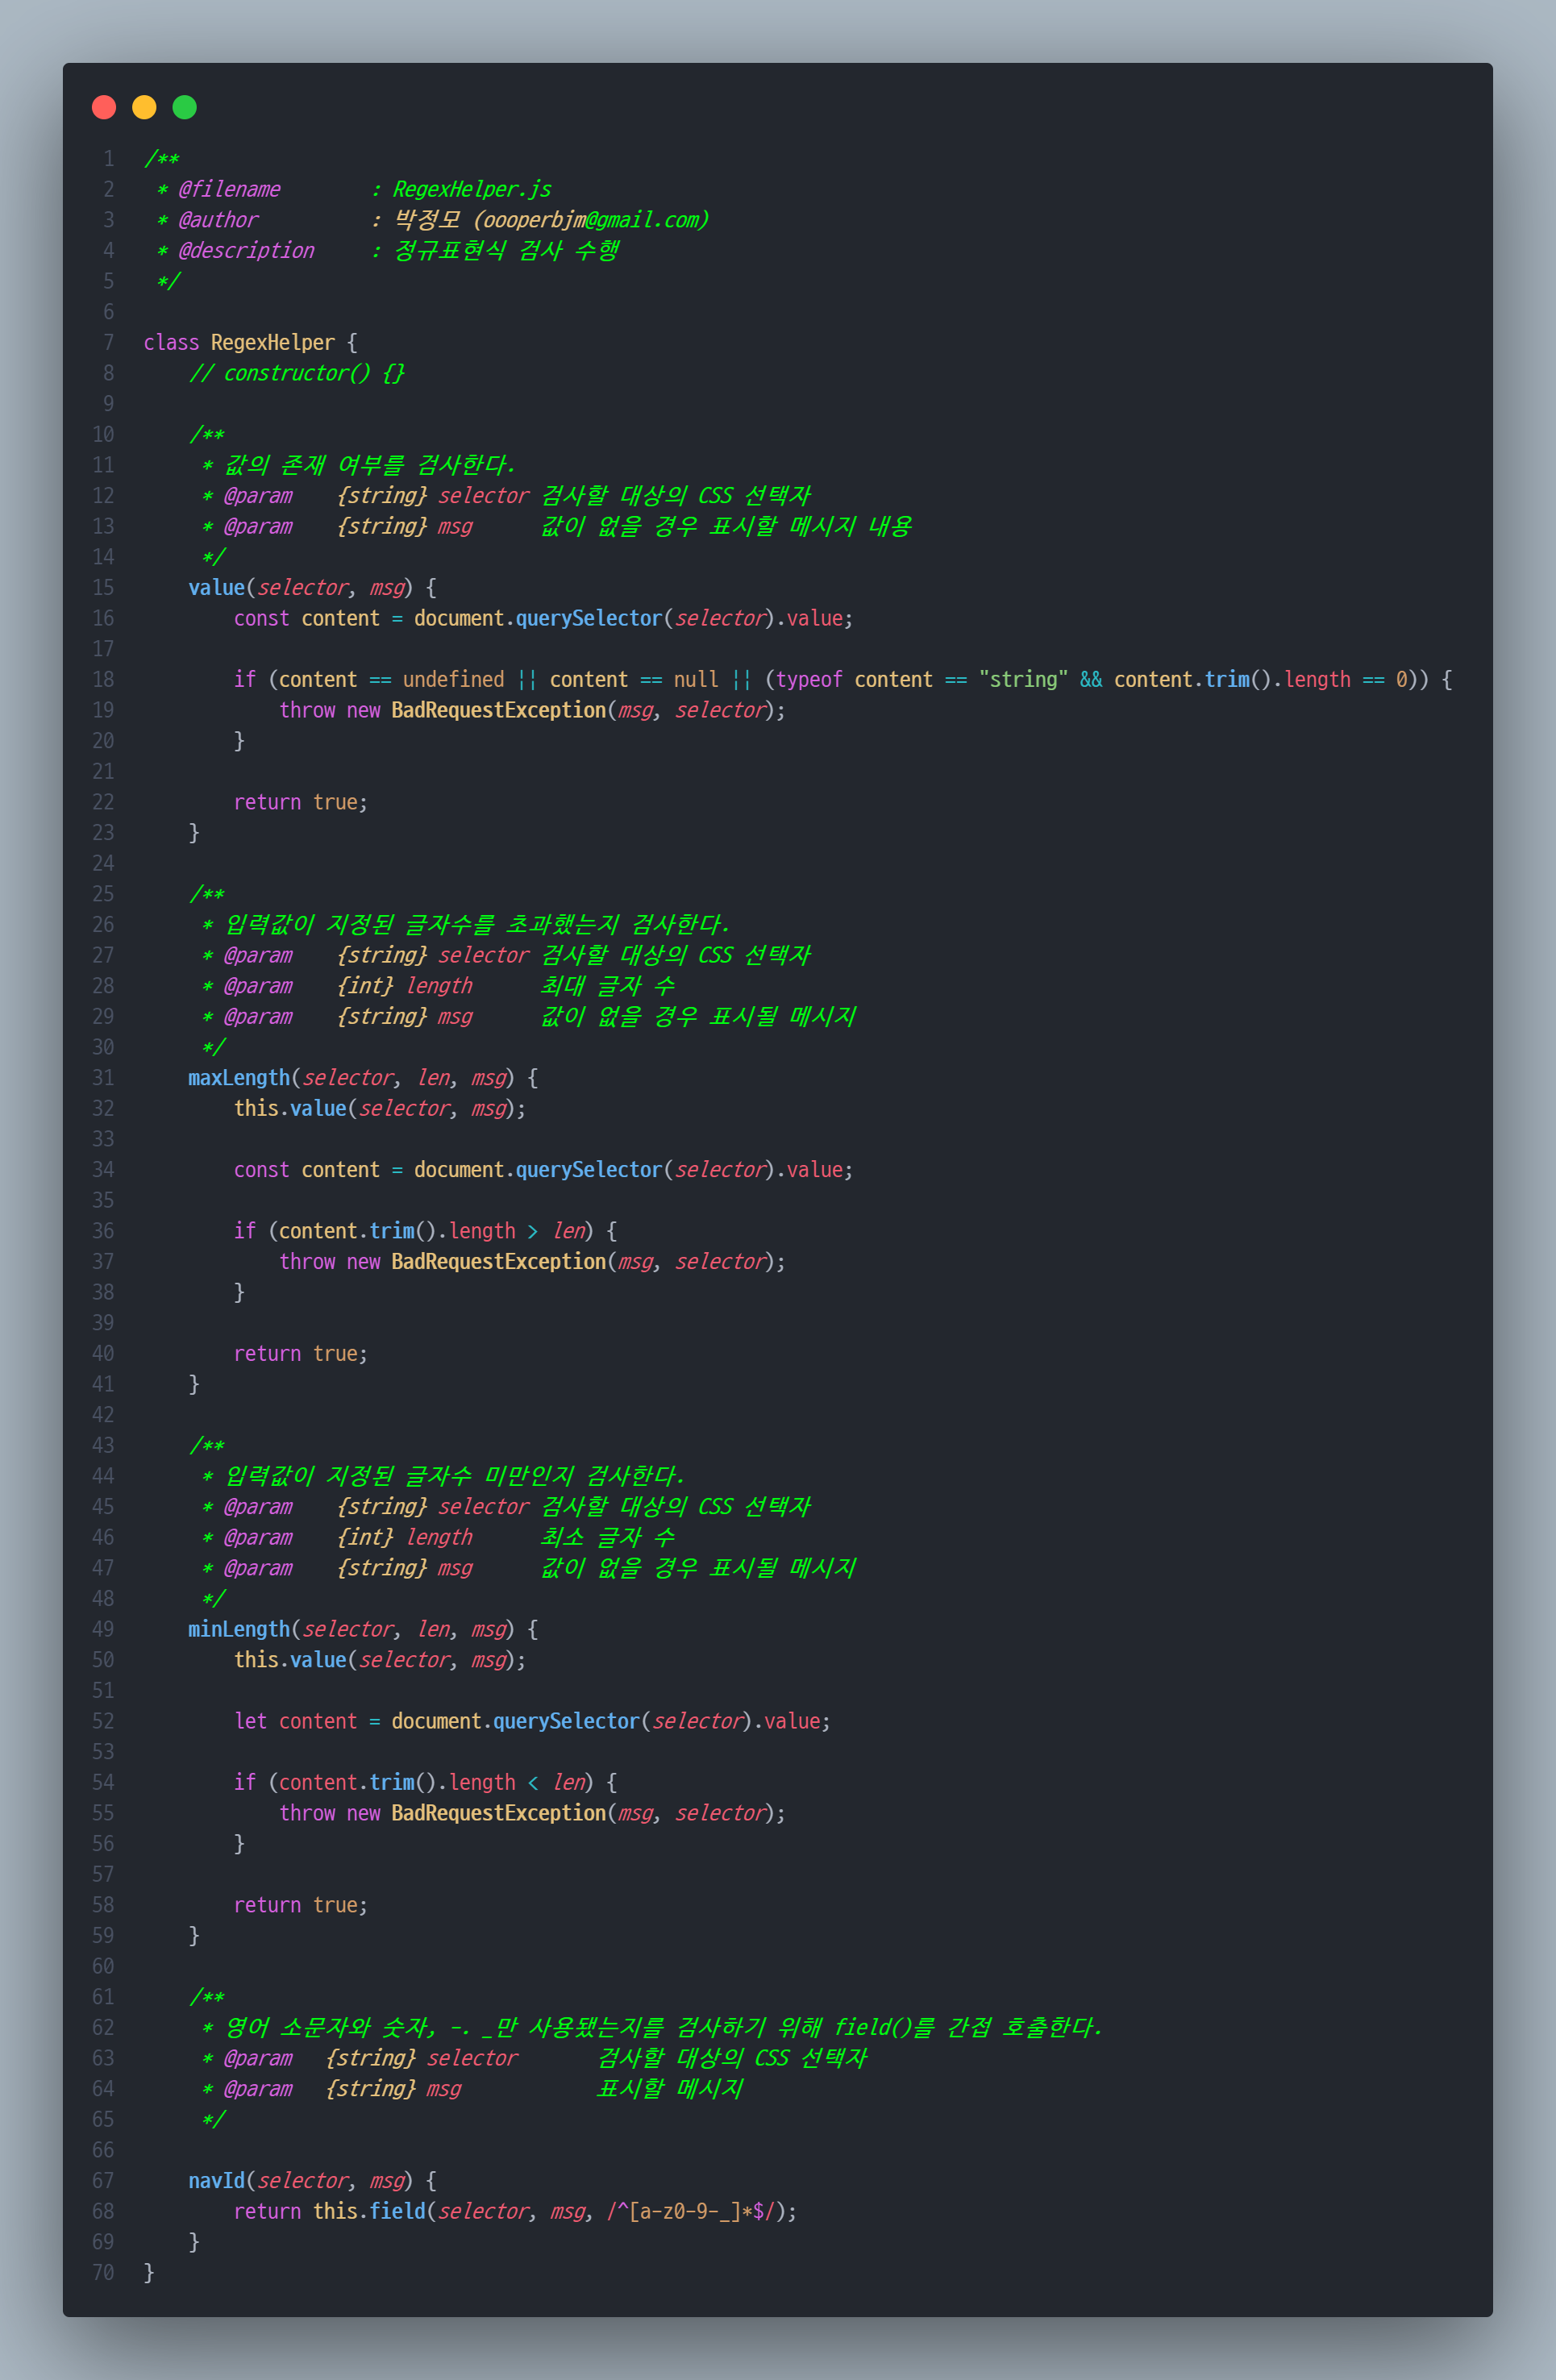 1 /**
2  * @filename        : RegexHelper.js
3  * @author          : 박정모 (oooperbjm@gmail.com)
4  * @description     : 정규표현식 검사 수행
5  */
6
7 class RegexHelper {
8     // constructor() {}
9
10     /**
11      * 값의 존재 여부를 검사한다.
12      * @param    {string} selector 검사할 대상의 CSS 선택자
13      * @param    {string} msg      값이 없을 경우 표시할 메시지 내용
14      */
15     value(selector, msg) {
16         const content = document.querySelector(selector).value;
17
18         if (content == undefined || content == null || (typeof content == "string" && content.trim().length == 0)) {
19             throw new BadRequestException(msg, selector);
20         }
21
22         return true;
23     }
24
25     /**
26      * 입력값이 지정된 글자수를 초과했는지 검사한다.
27      * @param    {string} selector 검사할 대상의 CSS 선택자
28      * @param    {int} length      최대 글자 수
29      * @param    {string} msg      값이 없을 경우 표시될 메시지
30      */
31     maxLength(selector, len, msg) {
32         this.value(selector, msg);
33
34         const content = document.querySelector(selector).value;
35
36         if (content.trim().length > len) {
37             throw new BadRequestException(msg, selector);
38         }
39
40         return true;
41     }
42
43     /**
44      * 입력값이 지정된 글자수 미만인지 검사한다.
45      * @param    {string} selector 검사할 대상의 CSS 선택자
46      * @param    {int} length      최소 글자 수
47      * @param    {string} msg      값이 없을 경우 표시될 메시지
48      */
49     minLength(selector, len, msg) {
50         this.value(selector, msg);
51
52         let content = document.querySelector(selector).value;
53
54         if (content.trim().length < len) {
55             throw new BadRequestException(msg, selector);
56         }
57
58         return true;
59     }
60
61     /**
62      * 영어 소문자와 숫자, -. _만 사용됐는지를 검사하기 위해 field()를 간접 호출한다.
63      * @param   {string} selector       검사할 대상의 CSS 선택자
64      * @param   {string} msg            표시할 메시지
65      */
66
67     navId(selector, msg) {
68         return this.field(selector, msg, /^[a-z0-9-_]*$/);
69     }
70 }